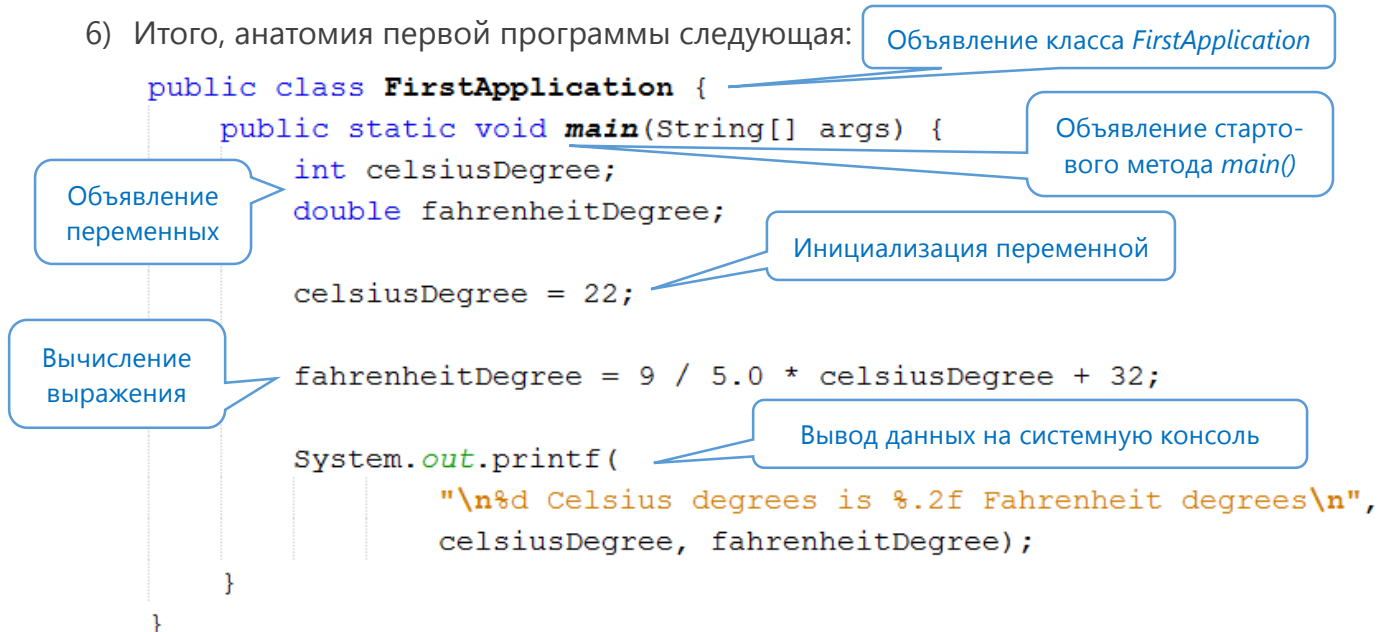 6) Итого, анатомия первой программы следующая:
Объявление класса FirstApplication
public class FirstApplication {
public static void main(String[] args) {
Объявление старто-
вого метода main()
int celsiusDegree;
Объявление
переменных
double fahrenheitDegree;
Инициализация переменной
celsiusDegree = 22;
Вычисление
выражения
fahrenheitDegree = 9 / 5.0 * celsiusDegree + 32;
Вывод данных на системную консоль
System.out.printf(
"\n%d Celsius degrees is %.2f Fahrenheit degrees\n",
celsiusDegree, fahrenheitDegree);
}
}